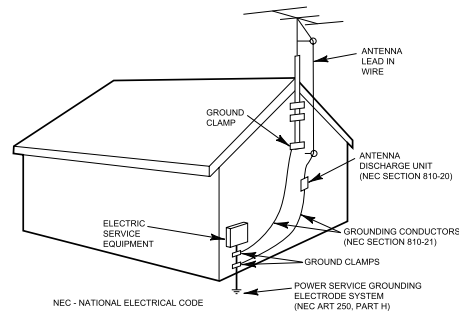 ANTENNA
LEAD IN
WIRE
GROUND
CLAMP
ANTENNA
DISCHARGE UNIT
(NEC SECTION 810-20)
ELECTRIC
SERVICE
EQUIPMENT
GROUNDING CONDUCTORS
(NEC SECTION 810-21)
GROUND CLAMPS
POWER SERVICE GROUNDING
ELECTRODE SYSTEM
(NEC ART 250, PART H)
NEC - NATIONAL ELECTRICAL CODE